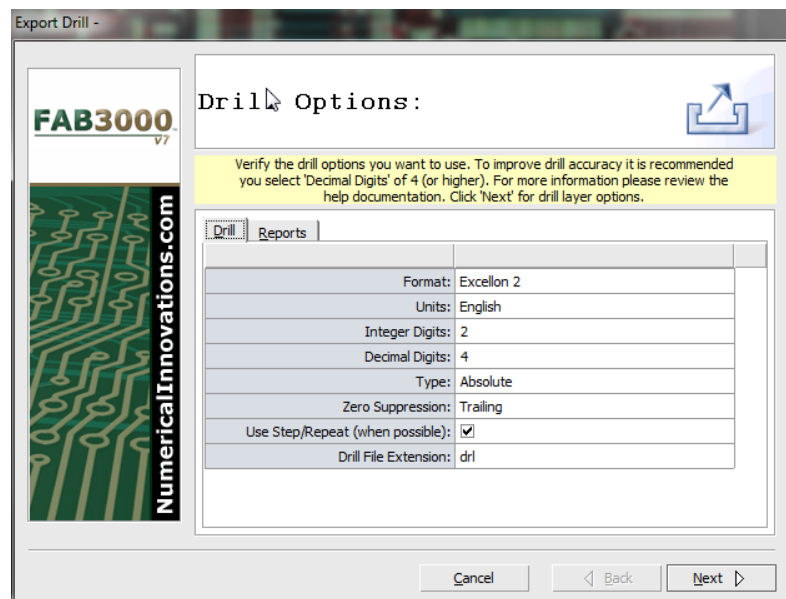 Export Drill -
FAB3000
V7
NumericalInnovations.com
Drill Options:
Verify the drill options you want to use. To improve drill accuracy it is recommended
you select 'Decimal Digits' of 4 (or higher). For more information please review the
help documentation. Click 'Next' for drill layer options.
Drill Reports
Format: Excellon 2
Units: English
Integer Digits: 2
Decimal Digits: 4
Type: Absolute
Zero Suppression: Trailing
Use Step/Repeat (when possible):
Drill File Extension: drl
Cancel Back Next